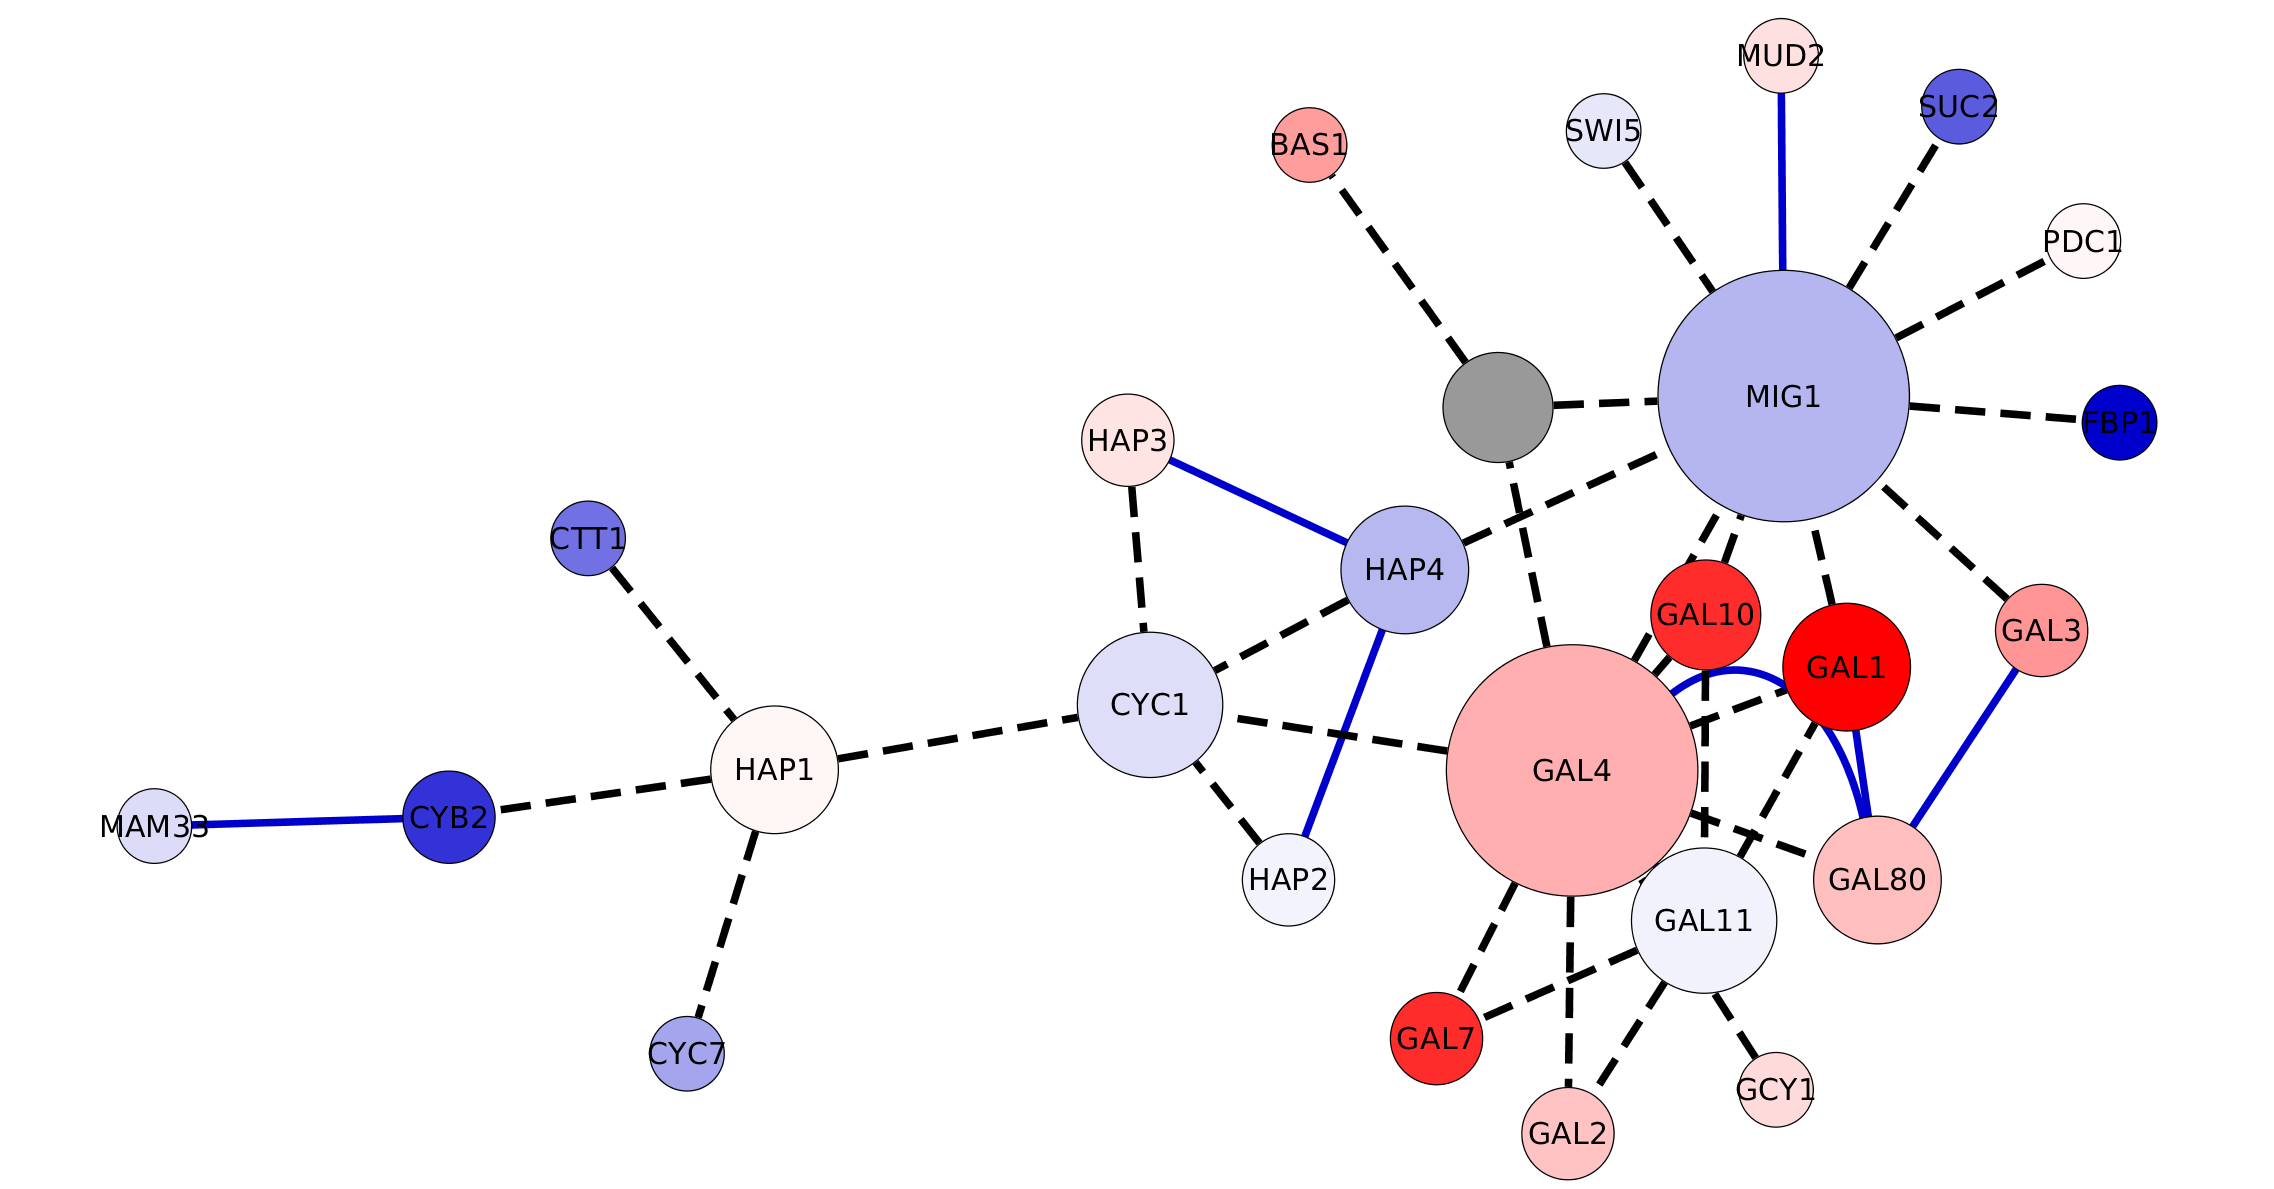 MUD2
SUC2
SWI5
BAS1
PDC1
MIG1
FBP1
HAP3
CTT1
HAP4
GAL10
GAL3
GAL1
CYC1
HAP1
GAL4
CYB2
MAM33
HAP2
GAL80
GAL11
GAL7
CYC7
GCY1
GAL2